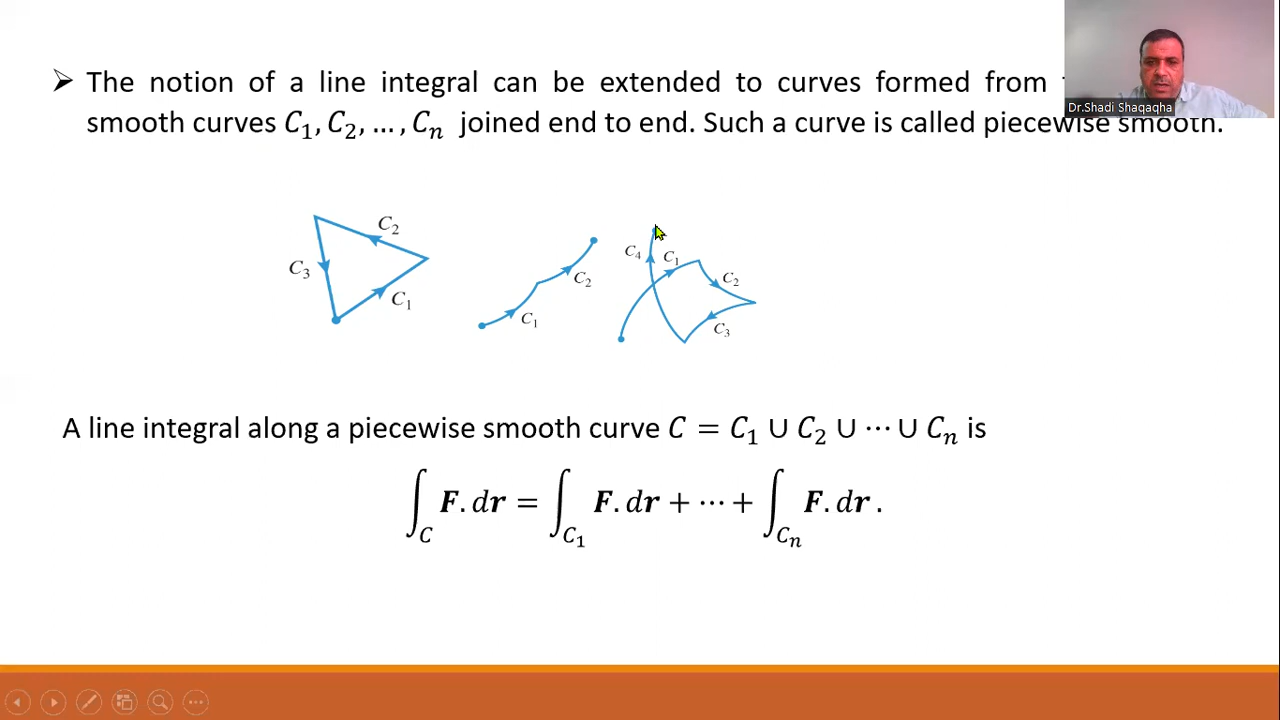 ➢ The notion of a line integral can be extended to curves formed from
Dr.Shadi Shaqaqha
smooth curves C₁, C₂, … , Cₙ joined end to end. Such a curve is called piecewise smooth.
C₂
C₃
C₁
C₂
C₁
C₄
C₁
C₂
C₃
A line integral along a piecewise smooth curve C = C₁ ∪ C₂ ∪ ⋯ ∪ Cₙ is
∫_C F. dr = ∫_C₁ F. dr + ⋯ + ∫_Cₙ F. dr .